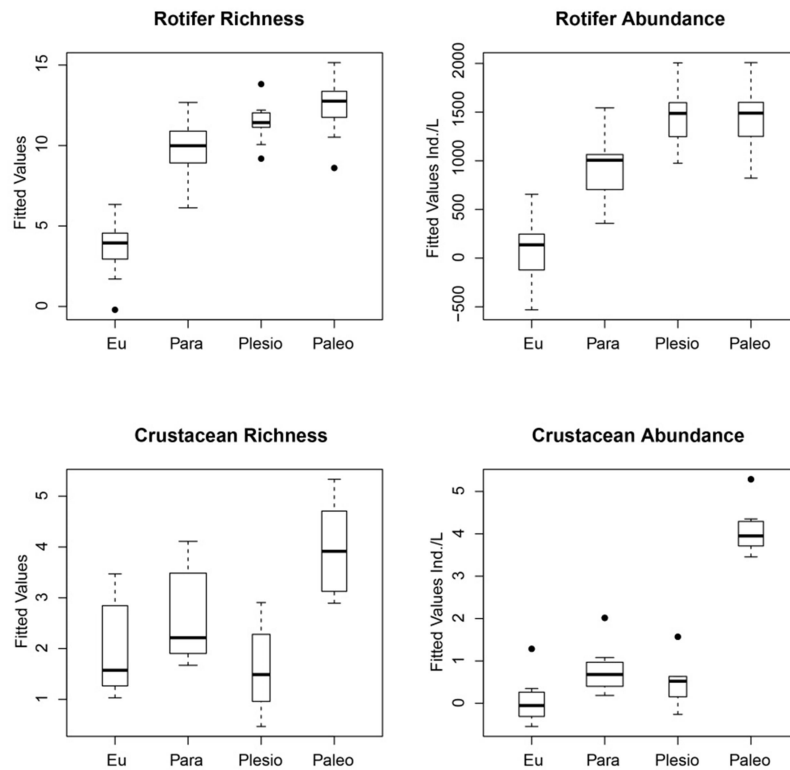 Rotifer Richness
Fitted Values
15
10
5
0
Eu Para Plesio Paleo
Rotifer Abundance
Fitted Values Ind./L
2000
1500
1000
500
0
−500
Eu Para Plesio Paleo
Crustacean Richness
Fitted Values
5
4
3
2
1
Eu Para Plesio Paleo
Crustacean Abundance
Fitted Values Ind./L
5
4
3
2
1
0
Eu Para Plesio Paleo